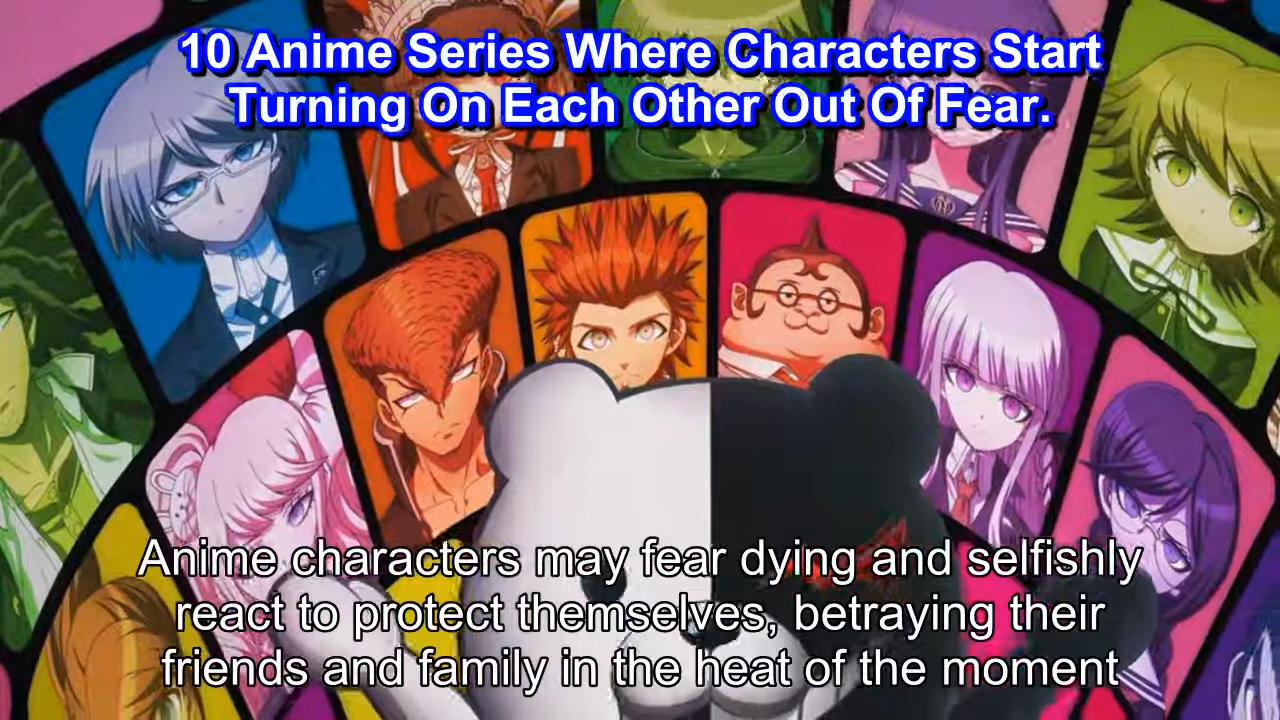 10 Anime Series Where Characters Start
Turning On Each Other Out Of Fear.
Anime characters may fear dying and selfishly
react to protect themselves, betraying their
friends and family in the heat of the moment